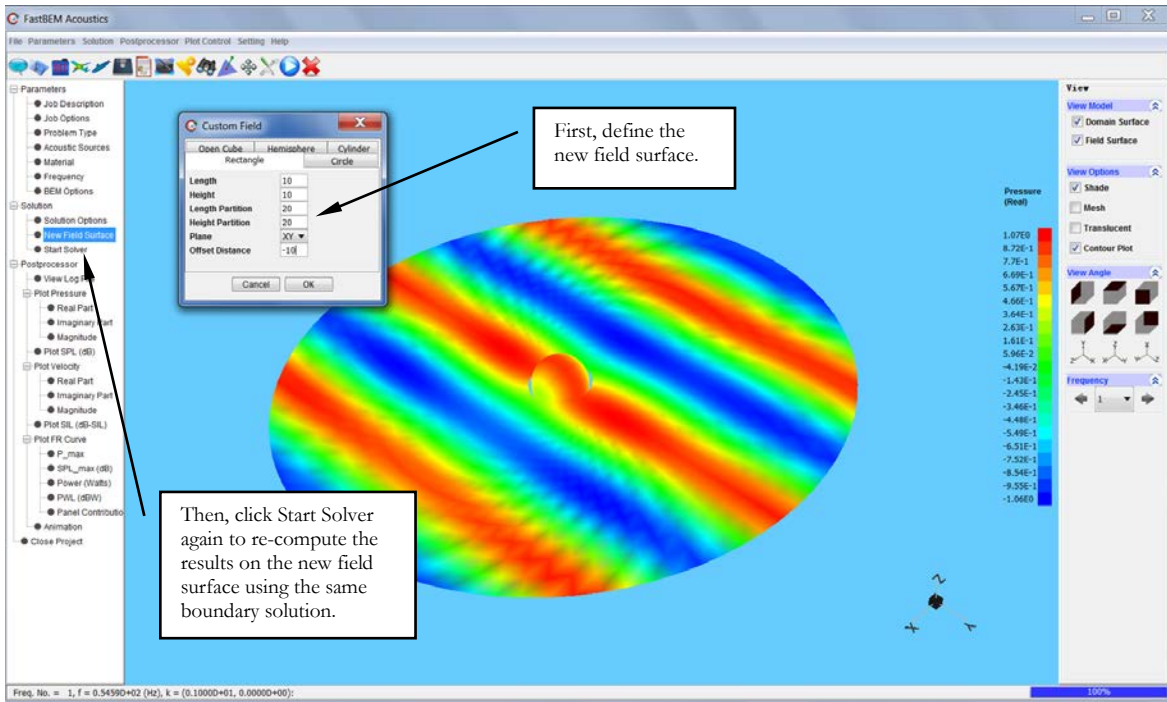 FastBEM Acoustics
File Parameters Solution Postprocessor Plot Control Setting Help
Parameters
Job Description
Job Options
Problem Type
Acoustic Sources
Material
Frequency
BEM Options
Solution
Solution Options
New Field Surface
Start Solver
Postprocessor
View Log
Plot Pressure
Real Part
Imaginary Part
Magnitude
Plot SPL (dB)
Plot Velocity
Real Part
Imaginary Part
Magnitude
Plot SIL (dB-SIL)
Plot FR Curve
P_max
SPL_max (dB)
Power (Watts)
PWL (dBW)
Panel Contributio
Animation
Close Project
Custom Field
Open Cube Hemisphere Cylinder
Rectangle Circle
Length 10
Height 10
Length Partition 20
Height Partition 20
Plane XY
Offset Distance -10
Cancel OK
First, define the
new field surface.
Then, click Start Solver
again to re-compute the
results on the new field
surface using the same
boundary solution.
Pressure
(Real)
1.07E0
8.72E-1
7.7E-1
6.69E-1
5.67E-1
4.66E-1
3.64E-1
2.63E-1
1.61E-1
5.96E-2
-4.19E-2
-1.43E-1
-2.45E-1
-3.46E-1
-4.48E-1
-5.49E-1
-6.51E-1
-7.52E-1
-8.54E-1
-9.55E-1
-1.06E0
Z
X Y
View
View Model
Domain Surface
Field Surface
View Options
Shade
Mesh
Translucent
Contour Plot
View Angle
Frequency
1
Freq. No. = 1, f = 0.5459D+02 (Hz), k = (0.1000D+01, 0.0000D+00):
100%